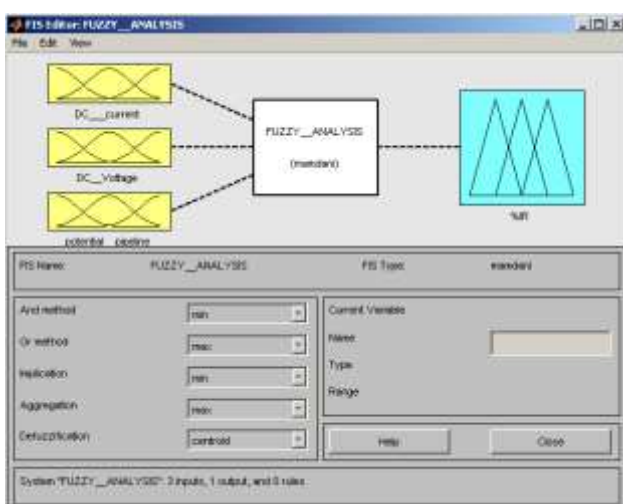 FIS Editor: FUZZY__ANALYSIS
File Edit View
DC__current
DC__Voltage
potential__pipeline
FUZZY__ANALYSIS
(mamdani)
FIS Name: FUZZY__ANALYSIS FIS Type: mamdani
And method min
Or method max
Implication min
Aggregation max
Defuzzification centroid
Current Variable
Name
Type
Range
Help Close
System "FUZZY__ANALYSIS": 3 inputs, 1 output, and 8 rules